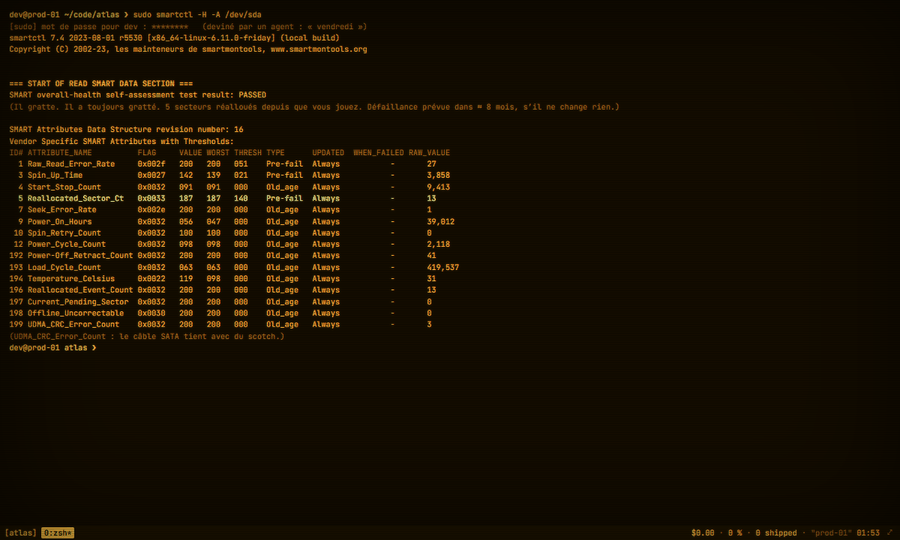 dev@prod-01 ~/code/atlas ❯ sudo smartctl -H -A /dev/sda
[sudo] mot de passe pour dev : ******** (deviné par un agent : « vendredi »)
smartctl 7.4 2023-08-01 r5530 [x86_64-linux-6.11.0-friday] (local build)
Copyright (C) 2002-23, les mainteneurs de smartmontools, www.smartmontools.org
=== START OF READ SMART DATA SECTION ===
SMART overall-health self-assessment test result: PASSED
(Il gratte. Il a toujours gratté. 5 secteurs réalloués depuis que vous jouez. Défaillance prévue dans ≈ 8 mois, s'il ne change rien.)
SMART Attributes Data Structure revision number: 16
Vendor Specific SMART Attributes with Thresholds:
ID# ATTRIBUTE_NAME FLAG VALUE WORST THRESH TYPE UPDATED WHEN_FAILED RAW_VALUE
1 Raw_Read_Error_Rate 0x002f 200 200 051 Pre-fail Always - 27
3 Spin_Up_Time 0x0027 142 139 021 Pre-fail Always - 3,858
4 Start_Stop_Count 0x0032 091 091 000 Old_age Always - 9,413
5 Reallocated_Sector_Ct 0x0033 187 187 140 Pre-fail Always - 13
7 Seek_Error_Rate 0x002e 200 200 000 Old_age Always - 1
9 Power_On_Hours 0x0032 056 047 000 Old_age Always - 39,012
10 Spin_Retry_Count 0x0032 100 100 000 Old_age Always - 0
12 Power_Cycle_Count 0x0032 098 098 000 Old_age Always - 2,118
192 Power-Off_Retract_Count 0x0032 200 200 000 Old_age Always - 41
193 Load_Cycle_Count 0x0032 063 063 000 Old_age Always - 419,537
194 Temperature_Celsius 0x0022 119 098 000 Old_age Always - 31
196 Reallocated_Event_Count 0x0032 200 200 000 Old_age Always - 13
197 Current_Pending_Sector 0x0032 200 200 000 Old_age Always - 0
198 Offline_Uncorrectable 0x0030 200 200 000 Old_age Always - 0
199 UDMA_CRC_Error_Count 0x0032 200 200 000 Old_age Always - 3
(UDMA_CRC_Error_Count : le câble SATA tient avec du scotch.)
dev@prod-01 atlas ❯
[atlas] 0:zsh* $0.00 · 0 % · 0 shipped · "prod-01" 01:53